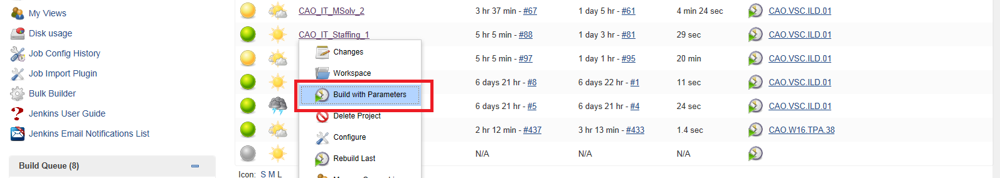 My Views
Disk usage
Job Config History
Job Import Plugin
Bulk Builder
Jenkins User Guide
Jenkins Email Notifications List
Build Queue (8)
CAO_IT_MSolv_2 3 hr 37 min - #67 1 day 5 hr - #61 4 min 24 sec CAO.VSC.ILD.01
CAO_IT_Staffing_1 5 hr 5 min - #88 1 day 3 hr - #81 29 sec CAO.VSC.ILD.01
5 hr 5 min - #97 1 day 1 hr - #95 20 min CAO.VSC.ILD.01
6 days 21 hr - #8 6 days 22 hr - #1 11 sec CAO.VSC.ILD.01
6 days 21 hr - #5 6 days 21 hr - #4 24 sec CAO.VSC.ILD.01
2 hr 12 min - #437 3 hr 13 min - #433 1.4 sec CAO.W16.TPA.38
N/A N/A N/A
Changes
Workspace
Build with Parameters
Delete Project
Configure
Rebuild Last
Icon: S M L